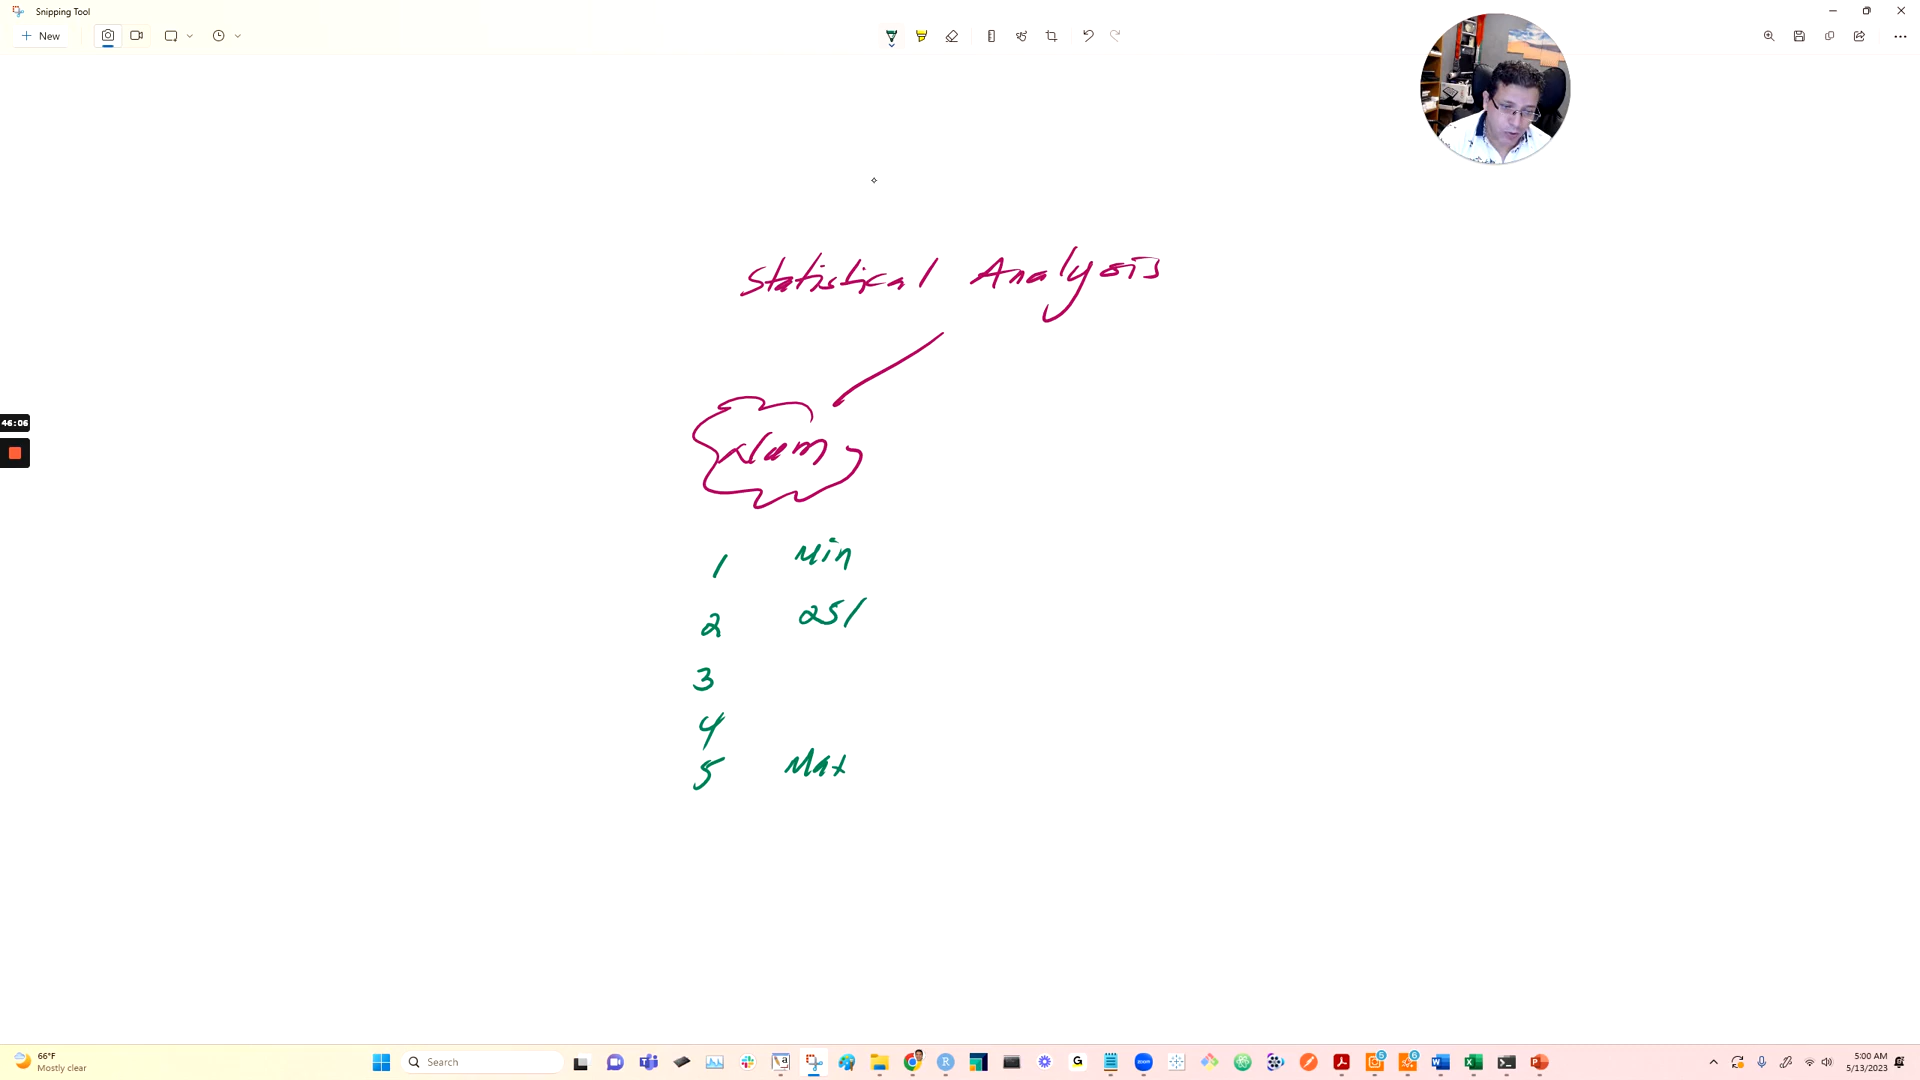 Snipping Tool
New
Statistical Analysis
Num
1 Min
2 25%
3
4
5 Max
46:06
66°F
Mostly clear
Search
5:00 AM
5/13/2023